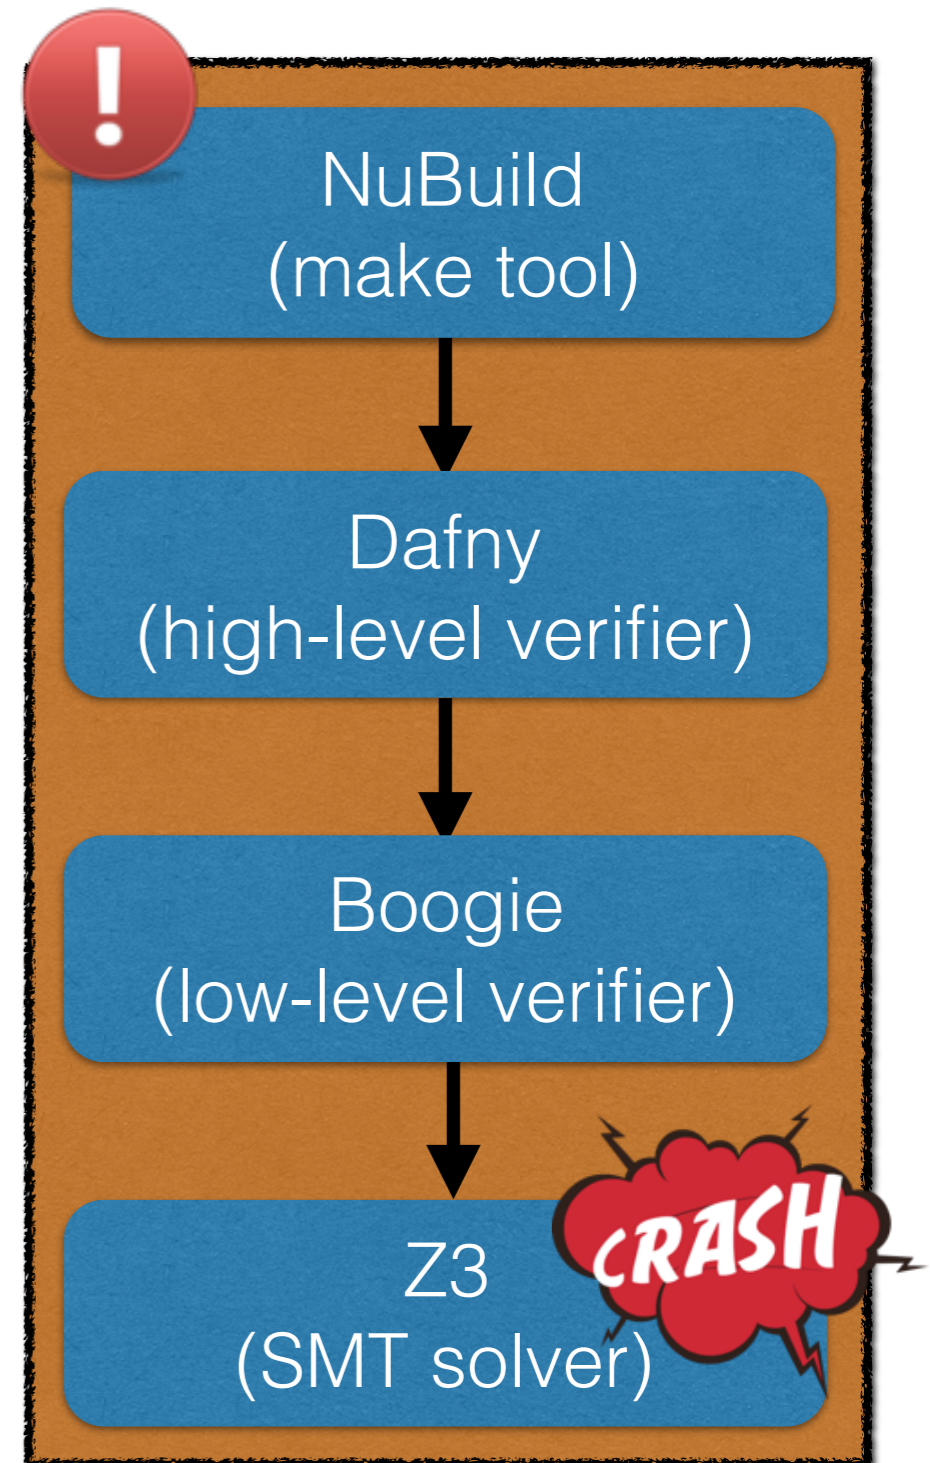 !
NuBuild
(make tool)
Dafny
(high-level verifier)
Boogie
(low-level verifier)
CRASH
Z3
(SMT solver)